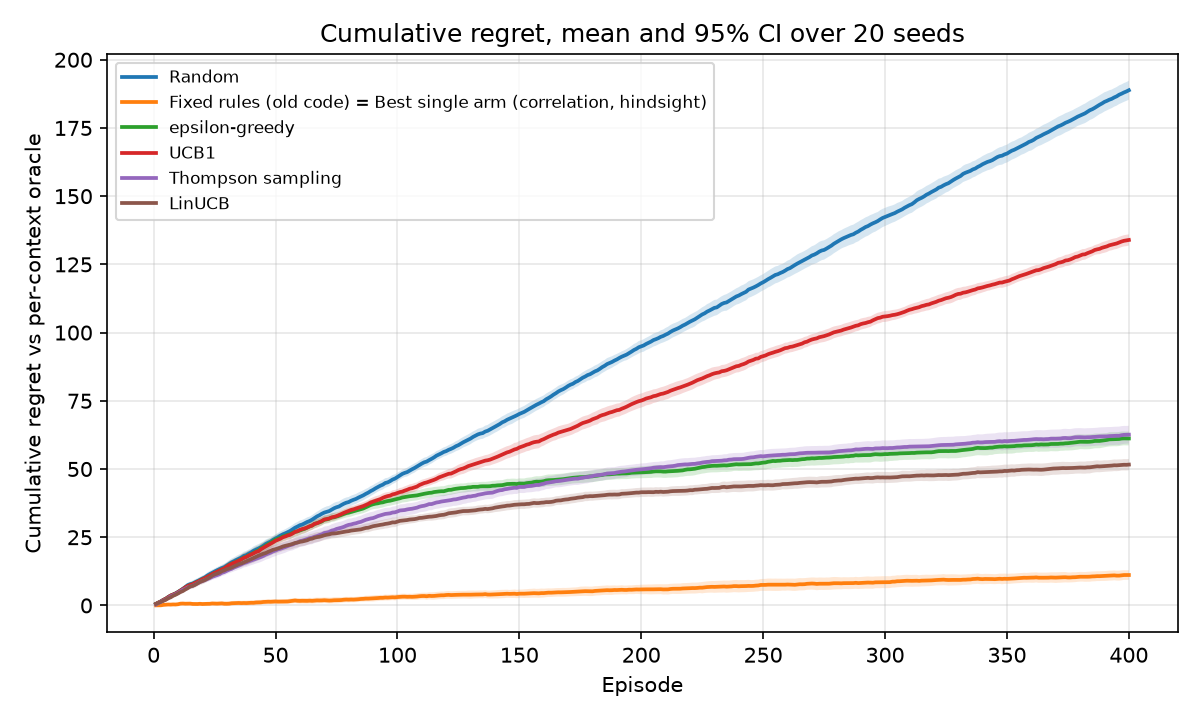 Cumulative regret, mean and 95% CI over 20 seeds
Cumulative regret vs per-context oracle
200
175
150
125
100
75
50
25
0
Random
Fixed rules (old code) = Best single arm (correlation, hindsight)
epsilon-greedy
UCB1
Thompson sampling
LinUCB
0 50 100 150 200 250 300 350 400
Episode